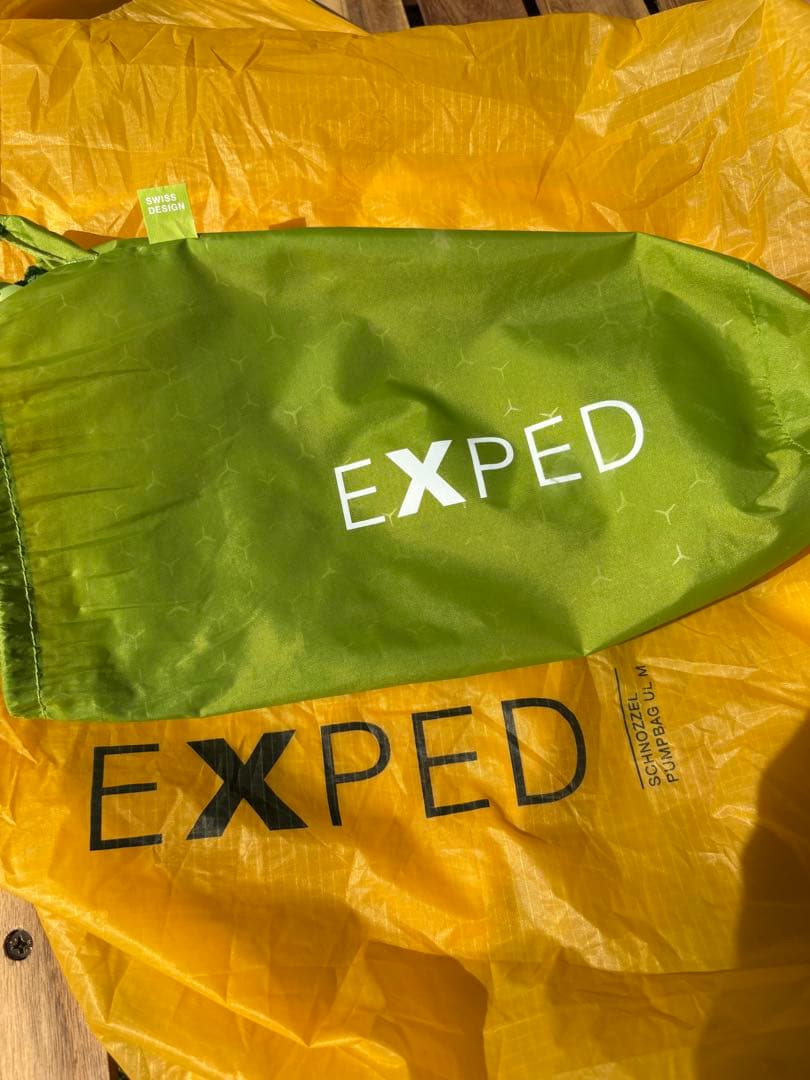 SWISS
DESIGN
EXPED
EXPED
SCHNOZZEL
PUMPBAG UL M